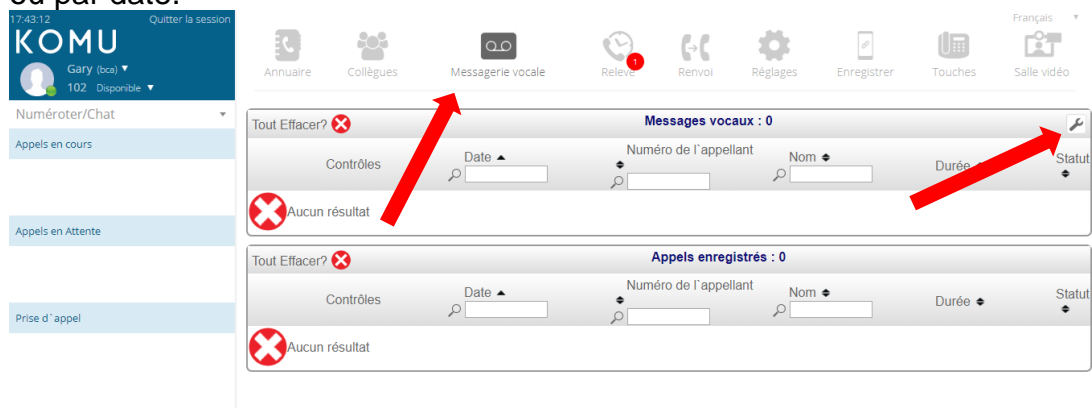 ou par date.
17:43:12 Quitter la session
KOMU
Gary (bca) ▼
102 Disponible ▼
Français ▼
Annuaire Collègues Messagerie vocale Relevé 1 Renvoi Réglages Enregistrer Touches Salle vidéo
Numéroter/Chat
Appels en cours
Appels en Attente
Prise d´appel
Tout Effacer? Messages vocaux : 0
Contrôles Date Numéro de l`appellant Nom Durée Statut
Aucun résultat
Tout Effacer? Appels enregistrés : 0
Contrôles Date Numéro de l`appellant Nom Durée Statut
Aucun résultat